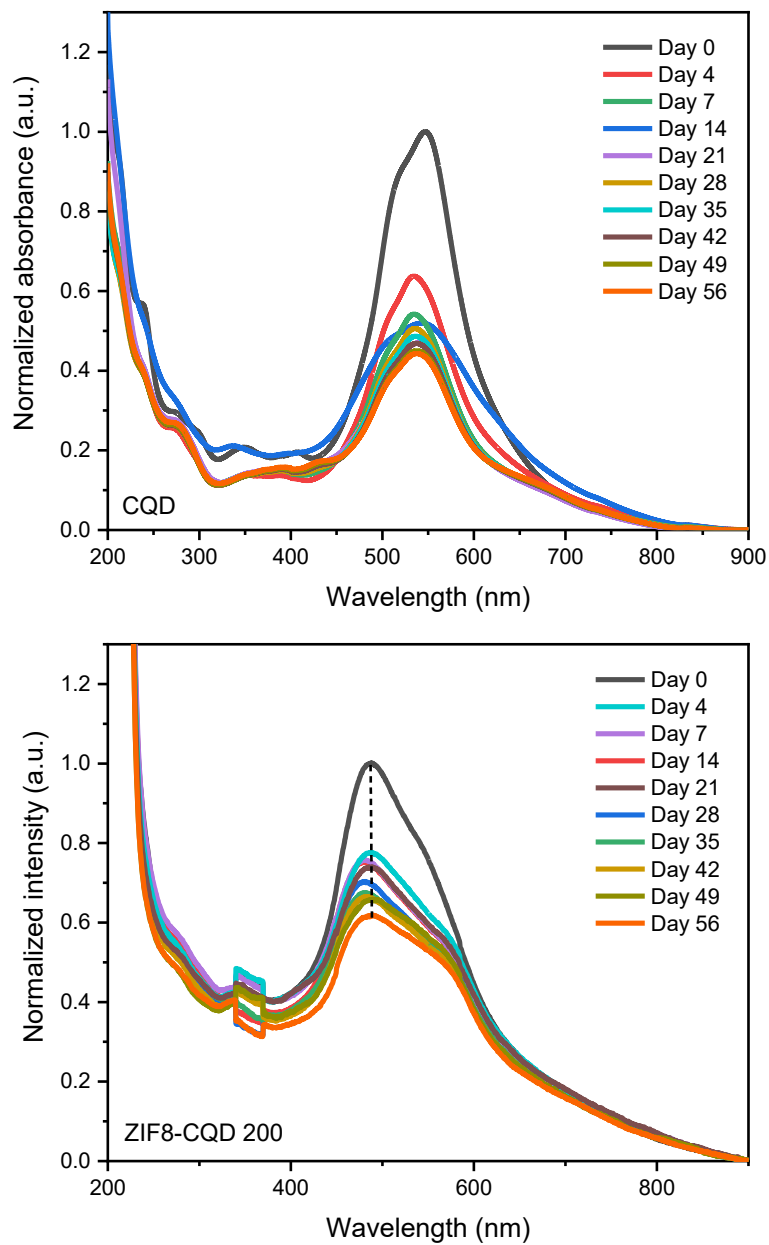 Normalized absorbance (a.u.)
1.2
1.0
0.8
0.6
0.4
0.2
0.0
Day 0
Day 4
Day 7
Day 14
Day 21
Day 28
Day 35
Day 42
Day 49
Day 56
CQD
200 300 400 500 600 700 800 900
Wavelength (nm)
Normalized intensity (a.u.)
1.2
1.0
0.8
0.6
0.4
0.2
0.0
Day 0
Day 4
Day 7
Day 14
Day 21
Day 28
Day 35
Day 42
Day 49
Day 56
ZIF8-CQD 200
200 400 600 800
Wavelength (nm)